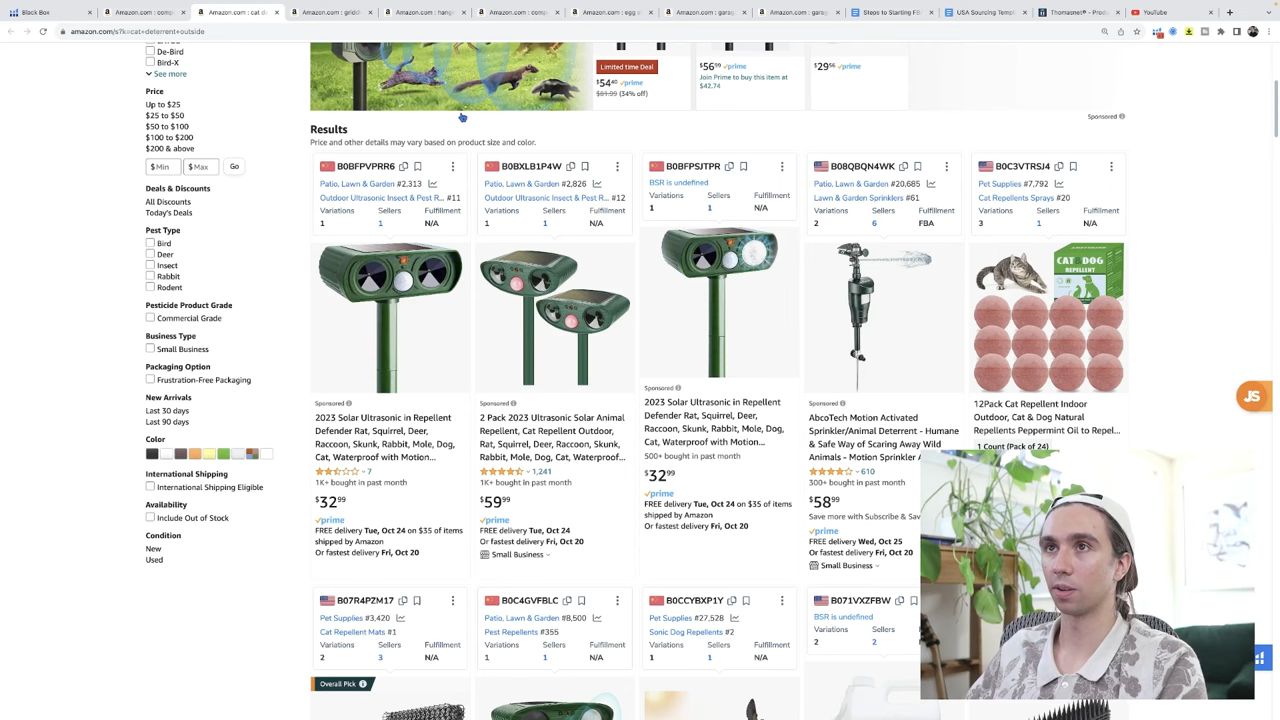 Black Box
Amazon.com : comp
Amazon.com : cat d
Amazon.com : griddl
Amazon.com : hang
Amazon.com : comp
Amazon.com : egg s
Amazon.com : garag
Amazon.com : garag
Steps to Starting FB
USA Sourcing Templ
Thomasnet® - Produ
YouTube
amazon.com/s?k=cat+deterrent+outside
De-Bird
Bird-X
See more
Price
Up to $25
$25 to $50
$50 to $100
$100 to $200
$200 & above
$ Min
$ Max
Go
Deals & Discounts
All Discounts
Today's Deals
Pest Type
Bird
Deer
Insect
Rabbit
Rodent
Pesticide Product Grade
Commercial Grade
Business Type
Small Business
Packaging Option
Frustration-Free Packaging
New Arrivals
Last 30 days
Last 90 days
Color
International Shipping
International Shipping Eligible
Availability
Include Out of Stock
Condition
New
Used
Limited time Deal
$54 40 prime
$81.99 (34% off)
$56 99 prime
Join Prime to buy this item at
$42.74
$29 56 prime
Sponsored
Results
Price and other details may vary based on product size and color.
B0BFPVPRR6
Patio, Lawn & Garden #2,313
Outdoor Ultrasonic Insect & Pest R... #11
Variations Sellers Fulfillment
1 1 N/A
Sponsored
2023 Solar Ultrasonic in Repellent
Defender Rat, Squirrel, Deer,
Raccoon, Skunk, Rabbit, Mole, Dog,
Cat, Waterproof with Motion...
7
1K+ bought in past month
$32 99
prime
FREE delivery Tue, Oct 24 on $35 of items
shipped by Amazon
Or fastest delivery Fri, Oct 20
B0BXLB1P4W
Patio, Lawn & Garden #2,826
Outdoor Ultrasonic Insect & Pest R... #12
Variations Sellers Fulfillment
1 1 N/A
Sponsored
2 Pack 2023 Ultrasonic Solar Animal
Repellent, Cat Repellent Outdoor,
Rat, Squirrel, Deer, Raccoon, Skunk,
Rabbit, Mole, Dog, Cat, Waterproof...
1,241
1K+ bought in past month
$59 99
prime
FREE delivery Tue, Oct 24
Or fastest delivery Fri, Oct 20
Small Business
B0BFPSJTPR
BSR is undefined
Variations Sellers Fulfillment
1 1 N/A
Sponsored
2023 Solar Ultrasonic in Repellent
Defender Rat, Squirrel, Deer,
Raccoon, Skunk, Rabbit, Mole, Dog,
Cat, Waterproof with Motion...
500+ bought in past month
$32 99
prime
FREE delivery Tue, Oct 24 on $35 of items
shipped by Amazon
Or fastest delivery Fri, Oct 20
B08QBQN4WK
Patio, Lawn & Garden #20,685
Lawn & Garden Sprinklers #61
Variations Sellers Fulfillment
2 6 FBA
Sponsored
AbcoTech Motion Activated
Sprinkler/Animal Deterrent - Humane
& Safe Way of Scaring Away Wild
Animals - Motion Sprinkler A
610
300+ bought in past month
$58 99
Save more with Subscribe & Sav
prime
FREE delivery Wed, Oct 25
Or fastest delivery Fri, Oct 20
Small Business
B0C3VTRSJ4
Pet Supplies #7,792
Cat Repellents Sprays #20
Variations Sellers Fulfillment
3 1 N/A
CAT & DOG
REPELLENT
12Pack Cat Repellent Indoor
Outdoor, Cat & Dog Natural
Repellents Peppermint Oil to Repel...
1 Count (Pack of 24)
JS
B07R4PZM17
Pet Supplies #3,420
Cat Repellent Mats #1
Variations Sellers Fulfillment
2 3 N/A
Overall Pick
B0C4GVFBLC
Patio, Lawn & Garden #8,500
Pest Repellents #355
Variations Sellers Fulfillment
1 1 N/A
B0CCYBXP1Y
Pet Supplies #27,528
Sonic Dog Repellents #2
Variations Sellers Fulfillment
1 1 N/A
B071VXZFBW
BSR is undefined
Variations Sellers
2 2